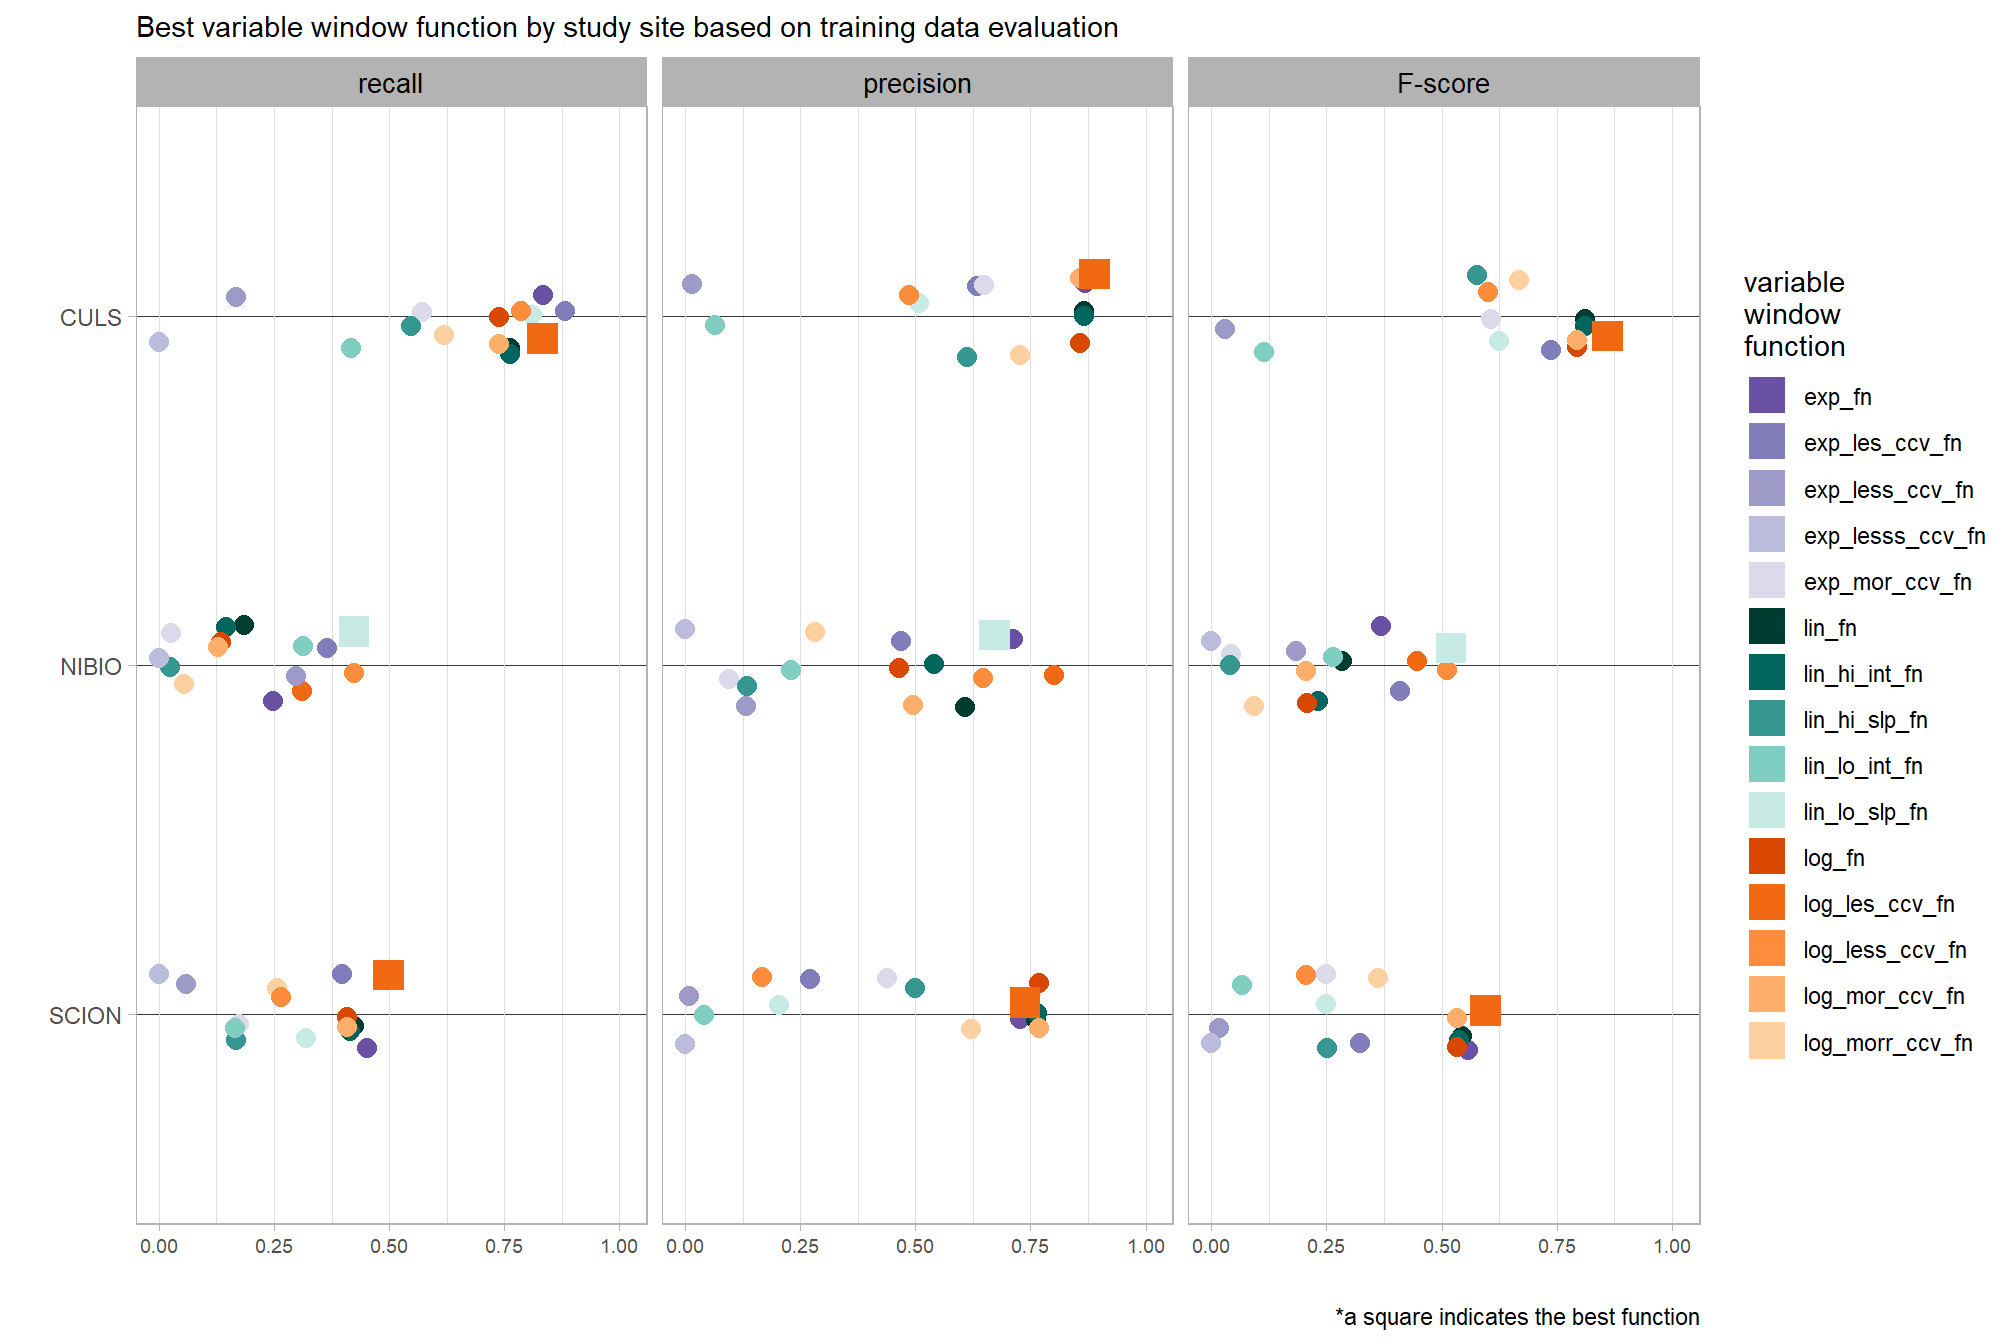 Best variable window function by study site based on training data evaluation
recall
precision
F-score
CULS
NIBIO
SCION
0.00 0.25 0.50 0.75 1.00
0.00 0.25 0.50 0.75 1.00
0.00 0.25 0.50 0.75 1.00
variable
window
function
exp_fn
exp_les_ccv_fn
exp_less_ccv_fn
exp_lesss_ccv_fn
exp_mor_ccv_fn
lin_fn
lin_hi_int_fn
lin_hi_slp_fn
lin_lo_int_fn
lin_lo_slp_fn
log_fn
log_les_ccv_fn
log_less_ccv_fn
log_mor_ccv_fn
log_morr_ccv_fn
*a square indicates the best function